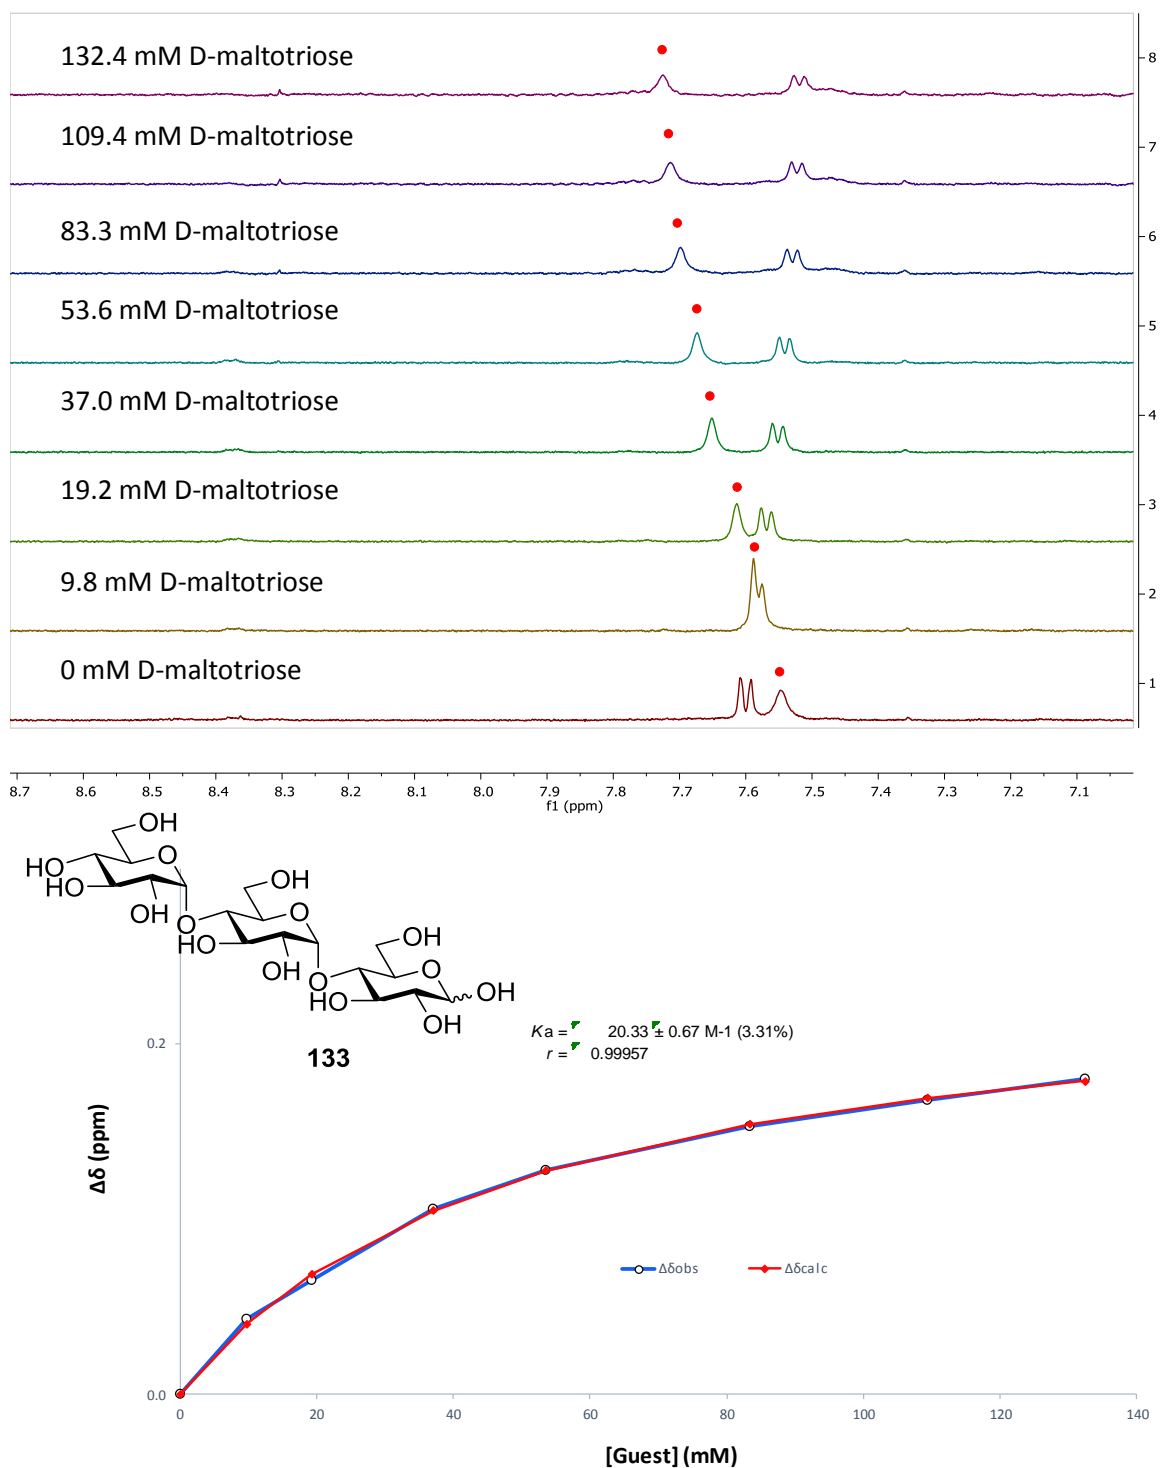 132.4 mM D-maltotriose
8
109.4 mM D-maltotriose
7
83.3 mM D-maltotriose
6
53.6 mM D-maltotriose
5
37.0 mM D-maltotriose
4
19.2 mM D-maltotriose
3
9.8 mM D-maltotriose
2
0 mM D-maltotriose
1
8.7 8.6 8.5 8.4 8.3 8.2 8.1 8.0 7.9 7.8 7.7 7.6 7.5 7.4 7.3 7.2 7.1
f1 (ppm)
OH
HO O
HO OH
OH O O
HO OH
OH O O OH
HO
OH
133
Ka = 20.33 ± 0.67 M-1 (3.31%)
r = 0.99957
0.2
Δδ (ppm)
Δδobs Δδcalc
0.0
0 20 40 60 80 100 120 140
[Guest] (mM)